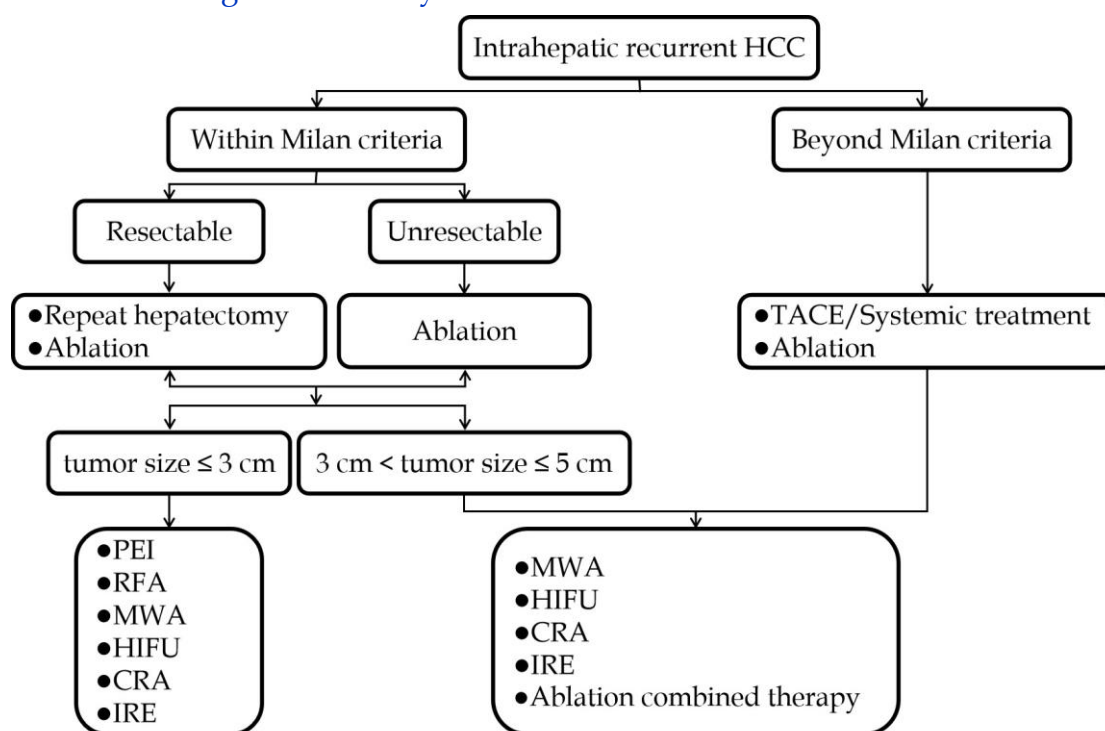 Intrahepatic recurrent HCC
Within Milan criteria
Beyond Milan criteria
Resectable
Unresectable
●Repeat hepatectomy
●Ablation
Ablation
●TACE/Systemic treatment
●Ablation
tumor size ≤ 3 cm
3 cm < tumor size ≤ 5 cm
●PEI
●RFA
●MWA
●HIFU
●CRA
●IRE
●MWA
●HIFU
●CRA
●IRE
●Ablation combined therapy